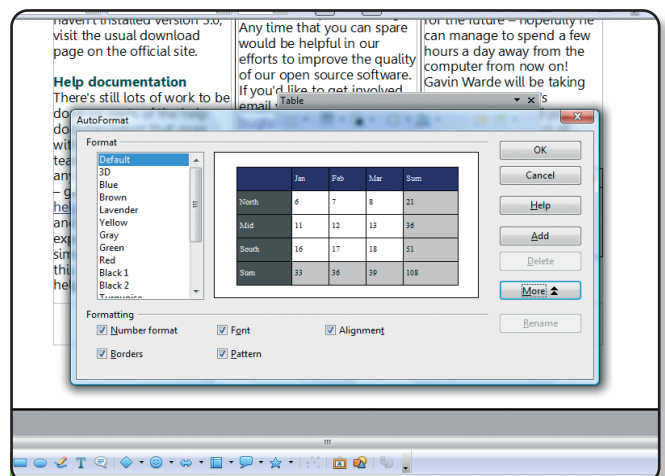 haven't installed version 3.0,
visit the usual download
page on the official site.
Help documentation
There's still lots of work to be
Any time that you can spare
would be helpful in our
efforts to improve the quality
of our open source software.
If you'd like to get involved
for the future – hopefully he
can manage to spend a few
hours a day away from the
computer from now on!
Gavin Warde will be taking
Table
AutoFormat
Format
Default
3D
Blue
Brown
Lavender
Yellow
Gray
Green
Red
Black 1
Black 2
Turquoise
Jan Feb Mar Sum
North 6 7 8 21
Mid 11 12 13 36
South 16 17 18 51
Sum 33 36 39 108
OK
Cancel
Help
Add
Delete
More
Rename
Formatting
Number format Font Alignment
Borders Pattern